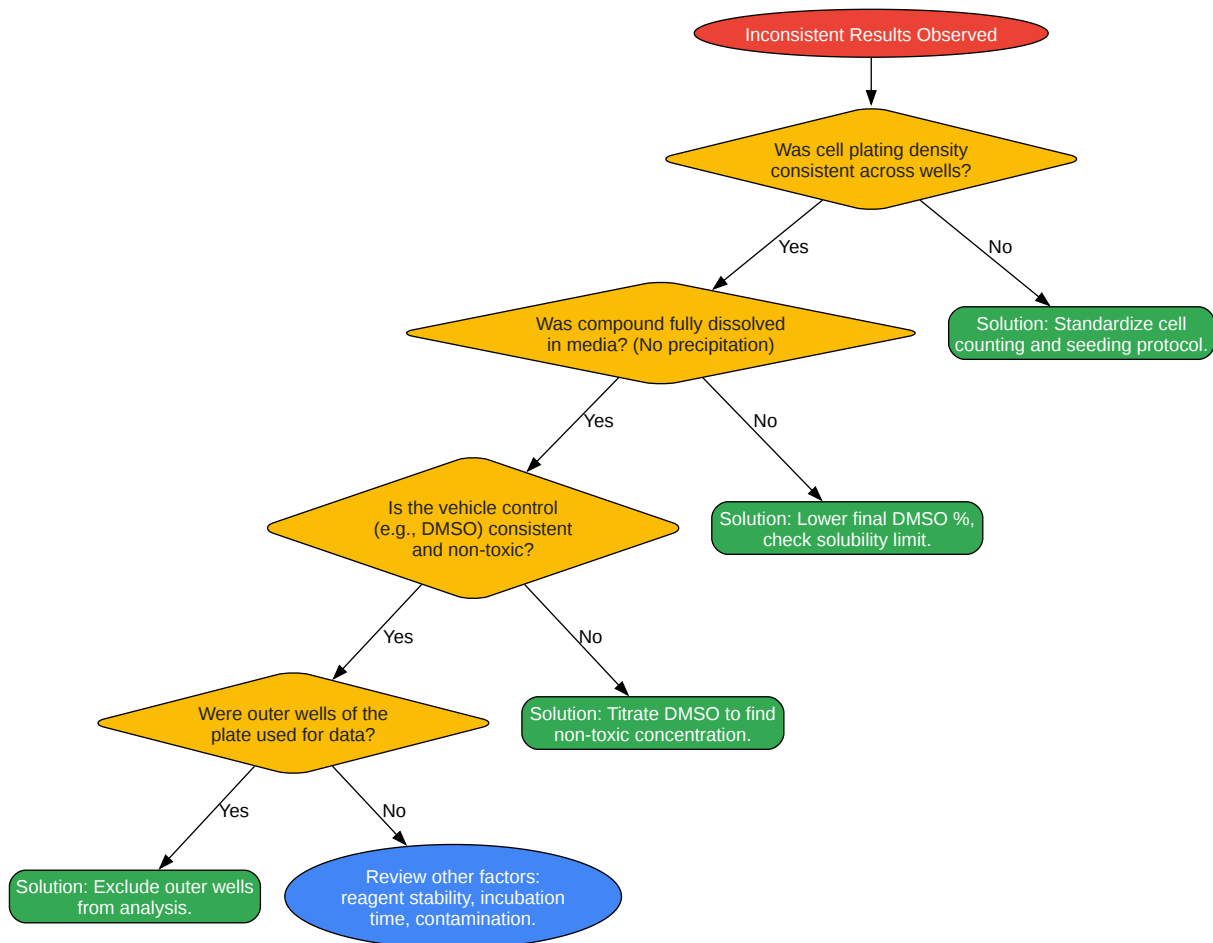 Inconsistent Results Observed
Was cell plating density
consistent across wells?
Yes
No
Was compound fully dissolved
in media? (No precipitation)
Solution: Standardize cell
counting and seeding protocol.
Yes
No
Is the vehicle control
(e.g., DMSO) consistent
and non-toxic?
Solution: Lower final DMSO %,
check solubility limit.
Yes
No
Were outer wells of the
plate used for data?
Solution: Titrate DMSO to find
non-toxic concentration.
Yes
No
Solution: Exclude outer wells
from analysis.
Review other factors:
reagent stability, incubation
time, contamination.